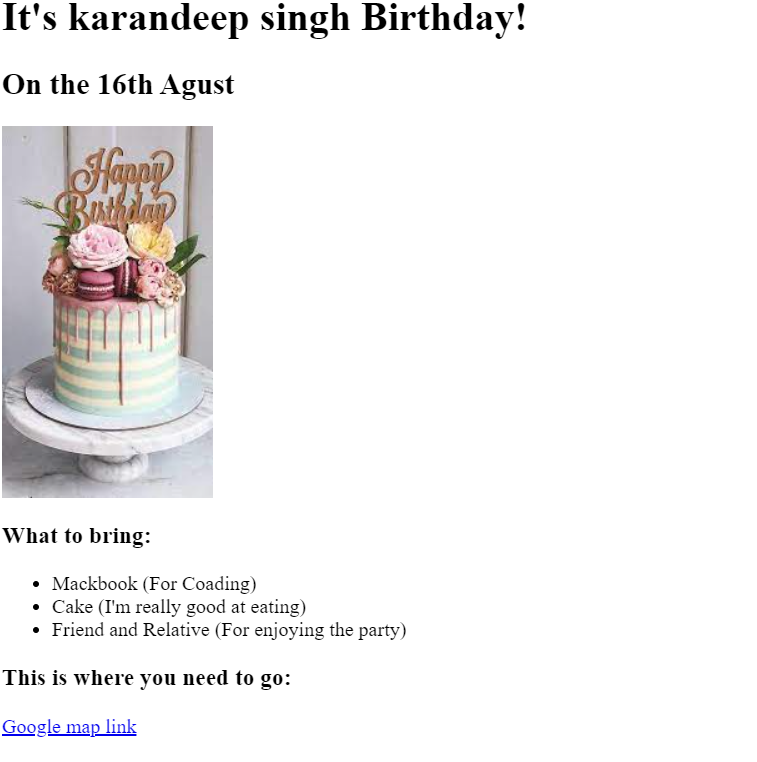 It's karandeep singh Birthday!
On the 16th Agust
Happy
Birthday
What to bring:
Mackbook (For Coading)
Cake (I'm really good at eating)
Friend and Relative (For enjoying the party)
This is where you need to go:
Google map link